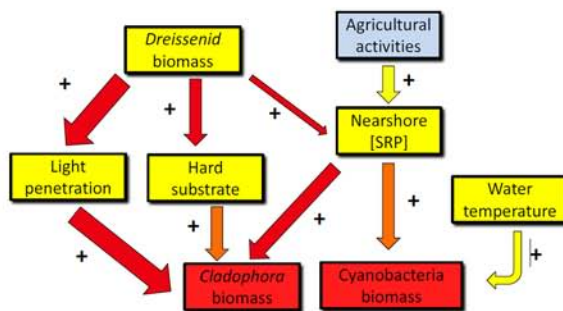 Dreissenid
biomass
Agricultural
activities
+
+
+
+
Nearshore
[SRP]
Light
penetration
Hard
substrate
Water
temperature
+
+
+
+
+
Cladophora
biomass
Cyanobacteria
biomass